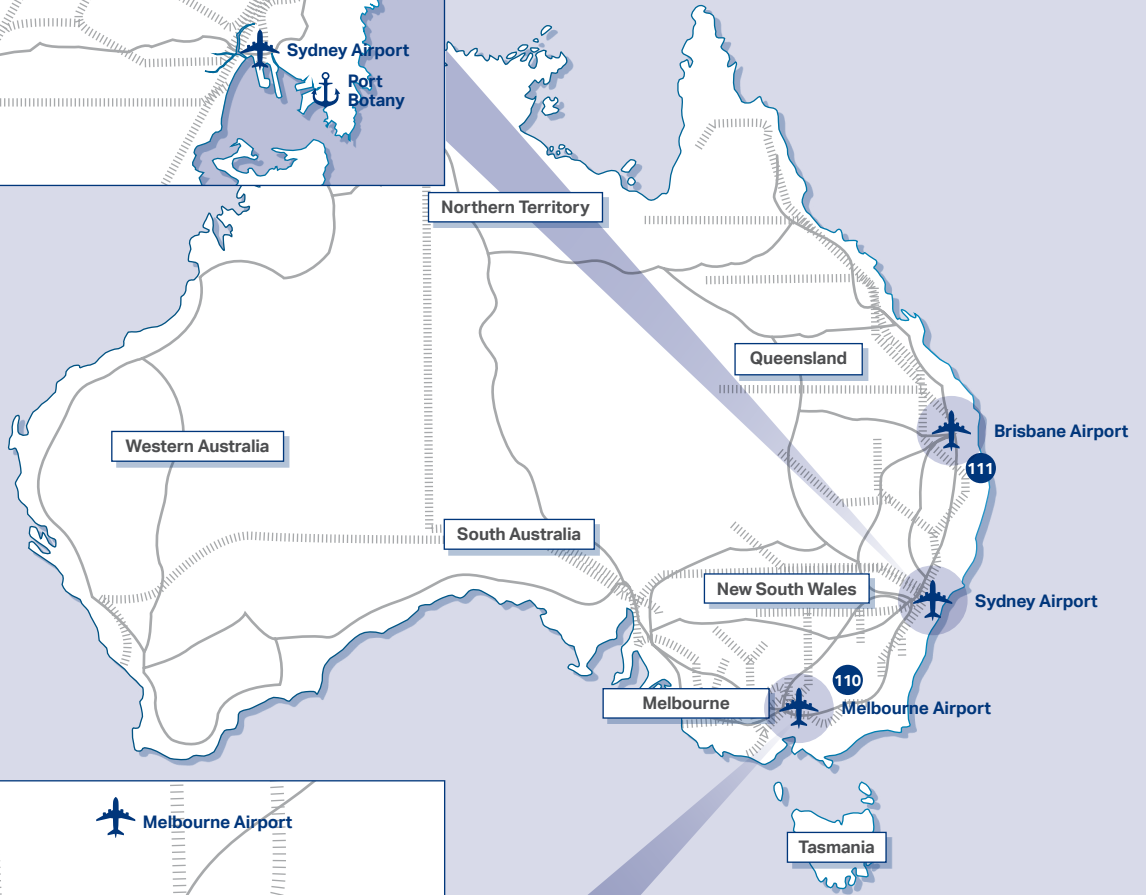 Sydney Airport
Port
Botany
Northern Territory
Queensland
Brisbane Airport
Western Australia
111
South Australia
New South Wales
Sydney Airport
110
Melbourne
Melbourne Airport
Melbourne Airport
Tasmania